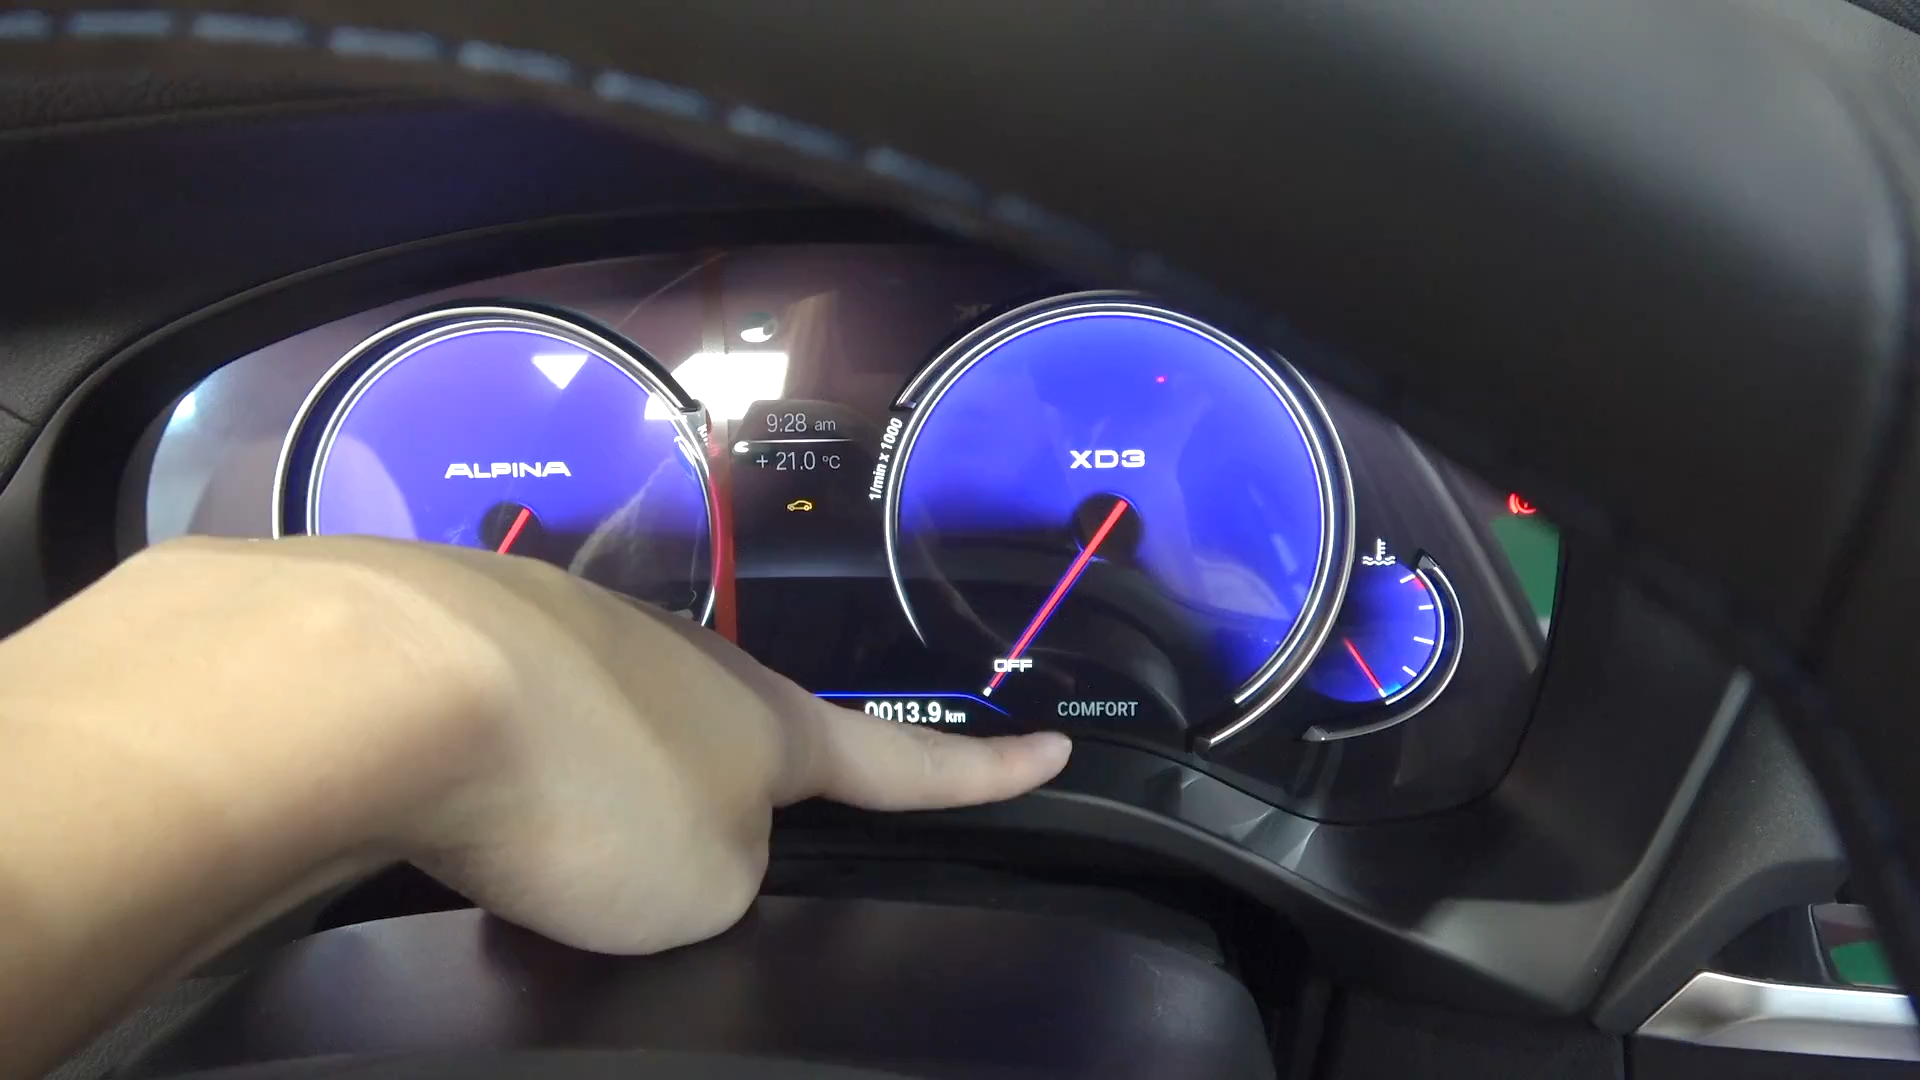 9:28 am
+ 21.0 °C
ALPINA
1/min x 1000
XD3
OFF
0013.9 km
COMFORT